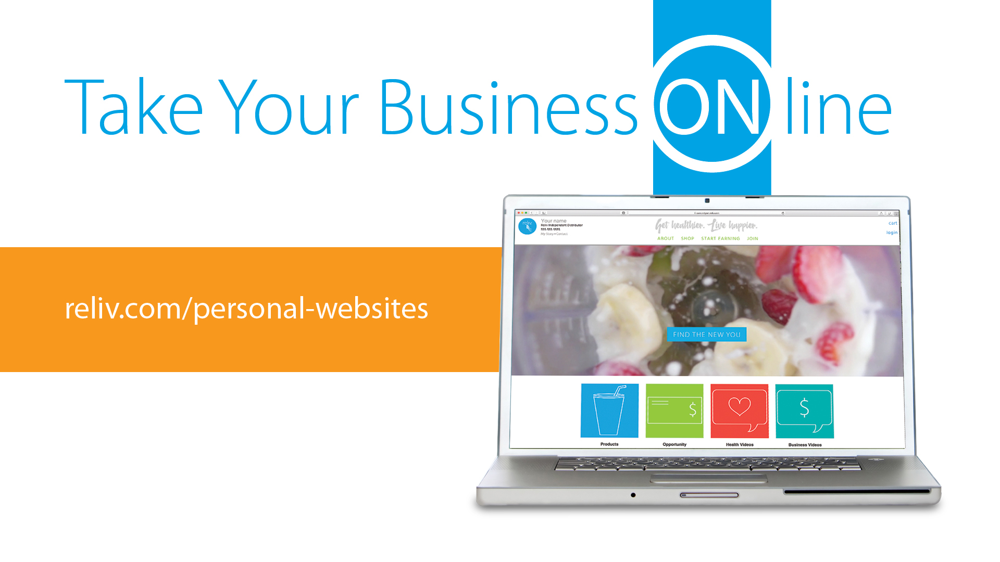 Take Your Business ONline
reliv.com/personal-websites
reliv
Your name
Reliv Independent Distributor
555-555-5555
My Story • Contact
Get healthier. Live happier.
ABOUT SHOP START EARNING JOIN
cart
login
FIND THE NEW YOU
$
$
Products Opportunity Health Videos Business Videos